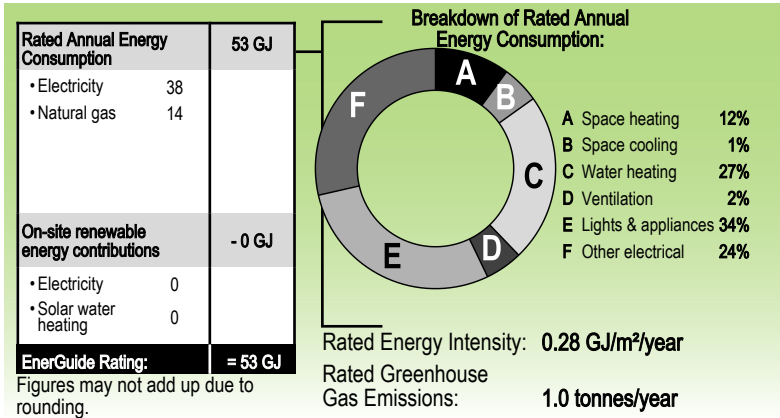 Rated Annual Energy
Consumption
53 GJ
• Electricity 38
• Natural gas 14
On-site renewable
energy contributions
- 0 GJ
• Electricity 0
• Solar water
heating 0
EnerGuide Rating: = 53 GJ
Figures may not add up due to
rounding.
Breakdown of Rated Annual
Energy Consumption:
A
B
C
D
E
F
A Space heating 12%
B Space cooling 1%
C Water heating 27%
D Ventilation 2%
E Lights & appliances 34%
F Other electrical 24%
Rated Energy Intensity: 0.28 GJ/m²/year
Rated Greenhouse
Gas Emissions: 1.0 tonnes/year